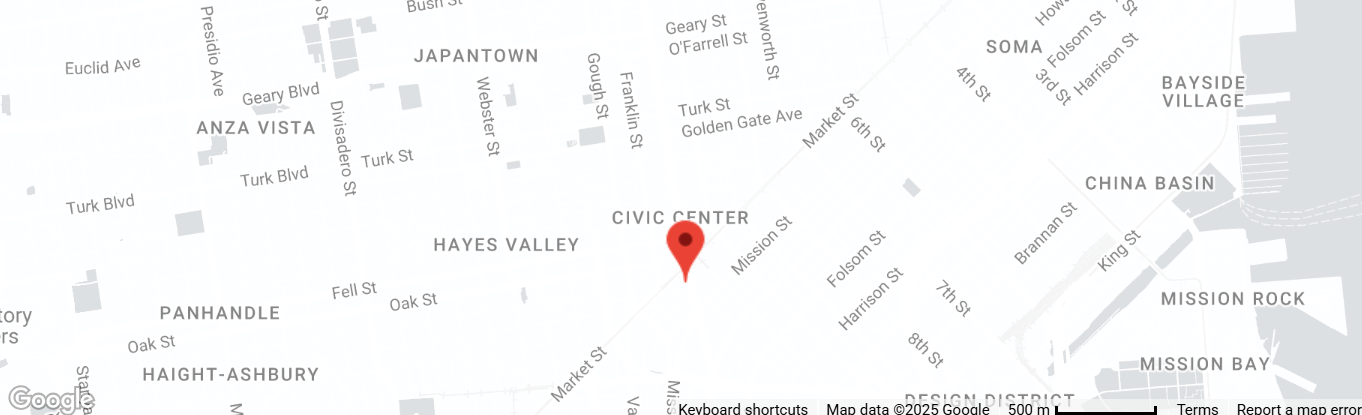 Bush St
Presidio Ave
Geary St
O'Farrell St
Folsom St
3rd St
Harrison St
SOMA
4th St
JAPANTOWN
Euclid Ave
Geary Blvd
Gough St
Franklin St
Webster St
Turk St
Golden Gate Ave
Market St
6th St
BAYSIDE
VILLAGE
ANZA VISTA
Divisadero St
Turk St
Turk Blvd
Turk Blvd
CHINA BASIN
CIVIC CENTER
HAYES VALLEY
Mission St
Folsom St
Harrison St
Brannan St
King St
7th St
8th St
Fell St
Oak St
PANHANDLE
Oak St
MISSION ROCK
HAIGHT-ASHBURY
Market St
MISSION BAY
DESIGN DISTRICT
Google
Keyboard shortcuts
Map data ©2025 Google
500 m
Terms
Report a map error